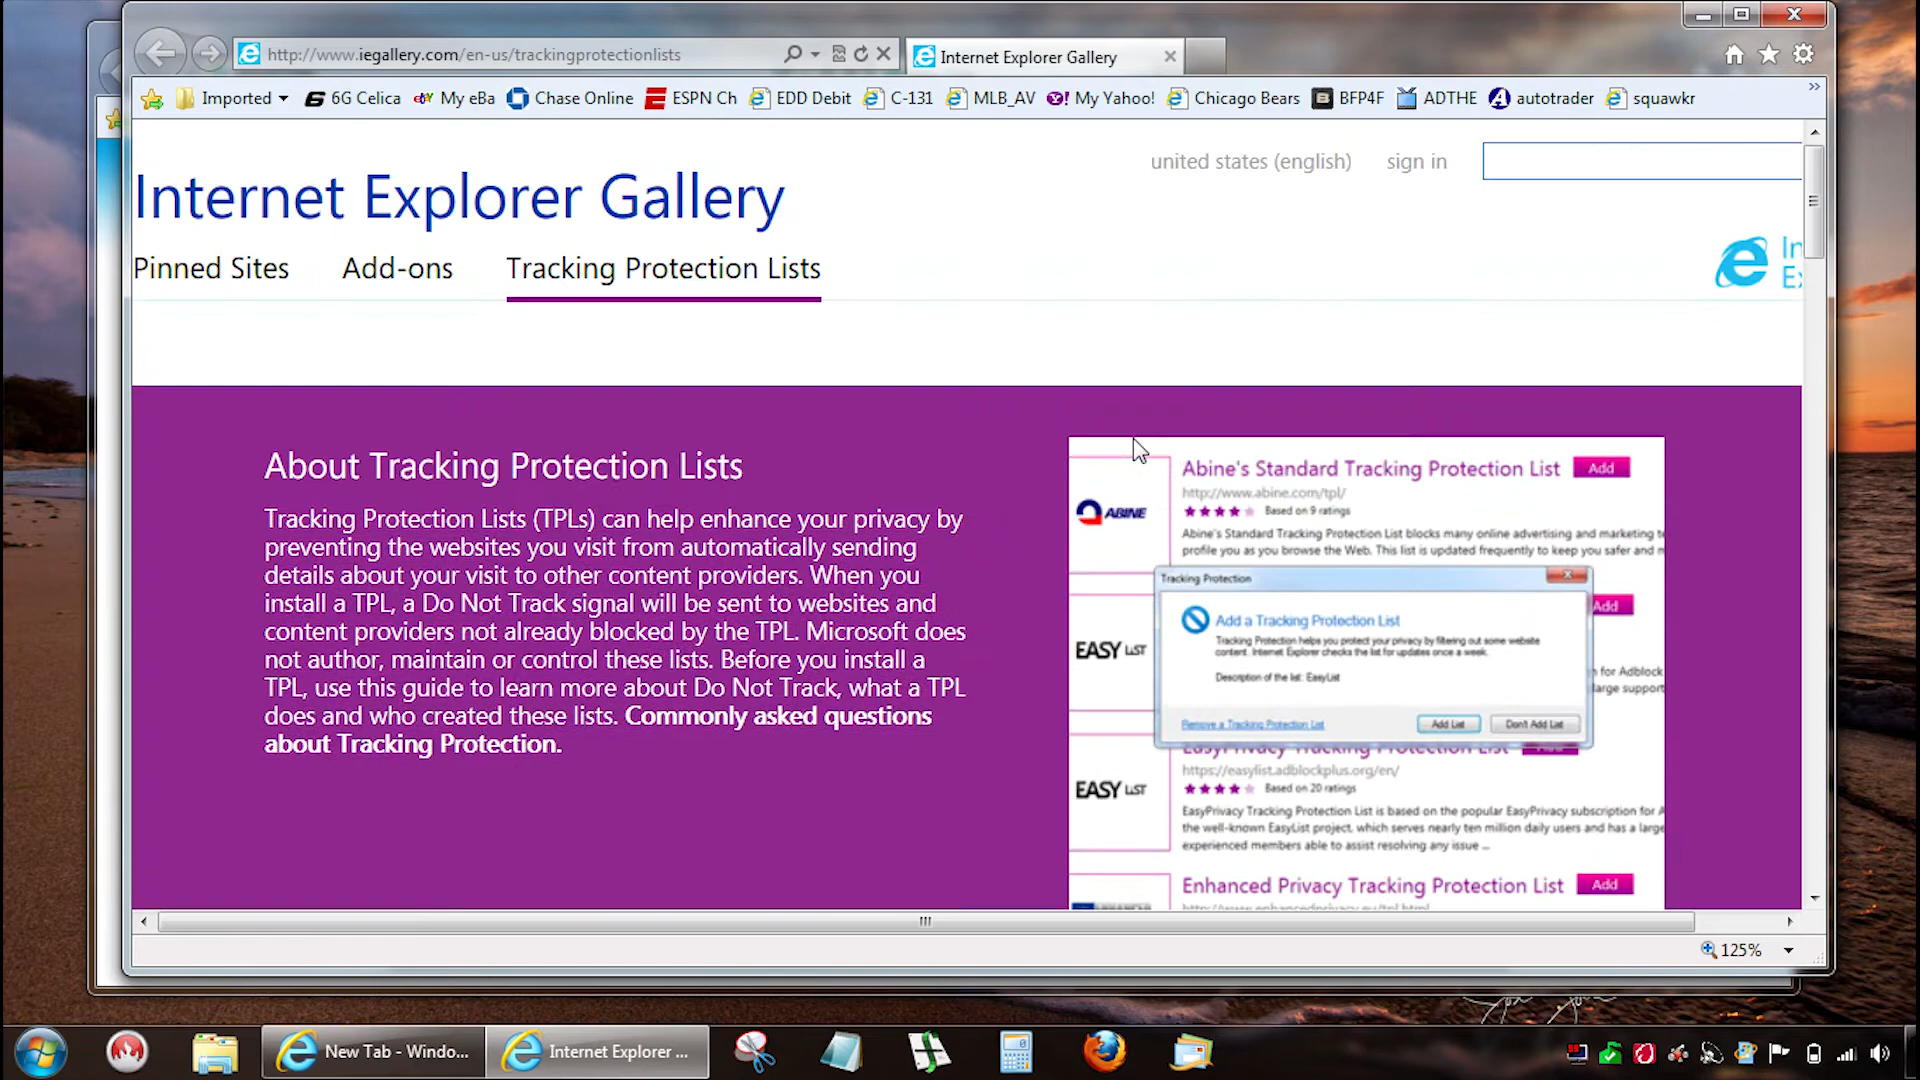 http://www.iegallery.com/en-us/trackingprotectionlists
Internet Explorer Gallery
Imported
6G Celica
My eBa
Chase Online
ESPN Ch
EDD Debit
C-131
MLB_AV
My Yahoo!
Chicago Bears
BFP4F
ADTHE
autotrader
squawkr
united states (english)
sign in
Internet Explorer Gallery
Pinned Sites
Add-ons
Tracking Protection Lists
In
Ex
About Tracking Protection Lists
Tracking Protection Lists (TPLs) can help enhance your privacy by
preventing the websites you visit from automatically sending
details about your visit to other content providers. When you
install a TPL, a Do Not Track signal will be sent to websites and
content providers not already blocked by the TPL. Microsoft does
not author, maintain or control these lists. Before you install a
TPL, use this guide to learn more about Do Not Track, what a TPL
does and who created these lists. Commonly asked questions
about Tracking Protection.
Abine's Standard Tracking Protection List
Add
http://www.abine.com/tpl/
Based on 9 ratings
ABINE
Abine's Standard Tracking Protection List blocks many online advertising and marketing t
profile you as you browse the Web. This list is updated frequently to keep you safer and
Tracking Protection
Add
Add a Tracking Protection List
Tracking Protection helps you protect your privacy by filtering out some website
content. Internet Explorer checks the list for updates once a week.
EASY LIST
n for Adblock
large support
Description of the list: EasyList
Remove a Tracking Protection List
Add List
Don't Add List
EasyPrivacy Tracking Protection List
https://easylist.adblockplus.org/en/
EASY LIST
Based on 20 ratings
EasyPrivacy Tracking Protection List is based on the popular EasyPrivacy subscription for A
the well-known EasyList project, which serves nearly ten million daily users and has a large
experienced members able to assist resolving any issue ...
Enhanced Privacy Tracking Protection List
Add
125%
New Tab - Windo...
Internet Explorer ...